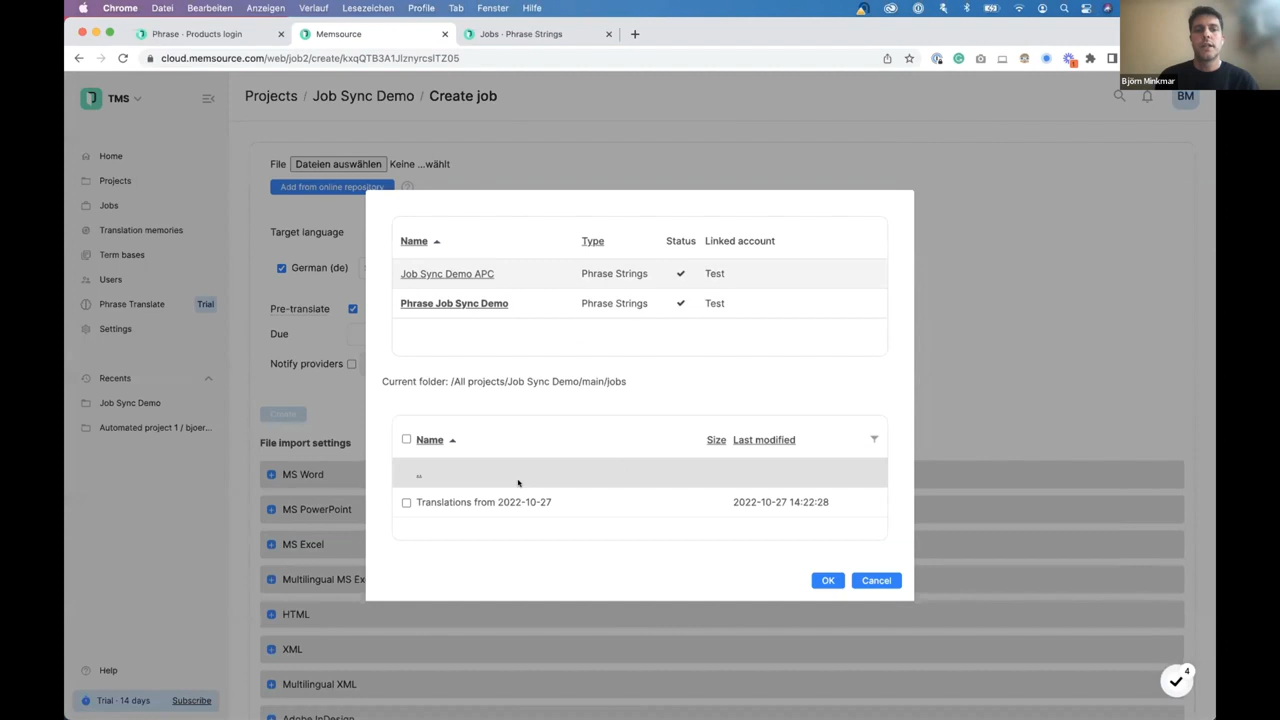 Chrome Datei Bearbeiten Anzeigen Verlauf Lesezeichen Profile Tab Fenster Hilfe
Phrase - Products login
Memsource
Jobs · Phrase Strings
cloud.memsource.com/web/job2/create/kxqQTB3A1JlznyrcsITZ05
Björn Minkmar
TMS
Projects / Job Sync Demo / Create job
BM
Home
Projects
Jobs
Translation memories
Term bases
Users
Phrase Translate Trial
Settings
Recents
Job Sync Demo
Automated project 1 / bjoer...
Help
Trial · 14 days Subscribe
File Dateien auswählen Keine ...wählt
Add from online repository ?
Target language
German (de)
Pre-translate
Due
Notify providers
Create
File import settings
MS Word
MS PowerPoint
MS Excel
Multilingual MS Ex
HTML
XML
Multilingual XML
Adobe InDesign
Name Type Status Linked account
Job Sync Demo APC Phrase Strings Test
Phrase Job Sync Demo Phrase Strings Test
Current folder: /All projects/Job Sync Demo/main/jobs
Name Size Last modified
..
Translations from 2022-10-27 2022-10-27 14:22:28
OK Cancel
4